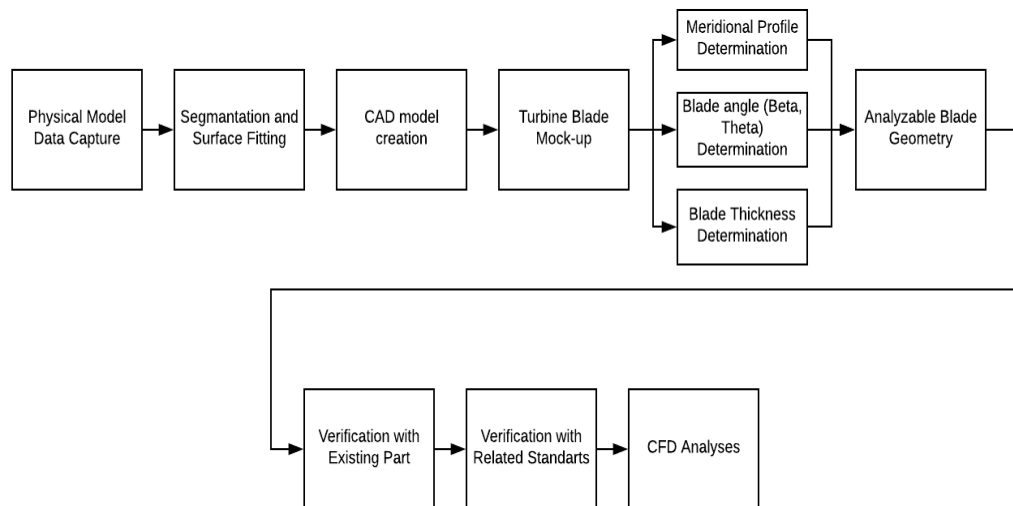 Physical Model
Data Capture
Segmantation and
Surface Fitting
CAD model
creation
Turbine Blade
Mock-up
Meridional Profile
Determination
Blade angle (Beta,
Theta)
Determination
Blade Thickness
Determination
Analyzable Blade
Geometry
Verification with
Existing Part
Verification with
Related Standarts
CFD Analyses